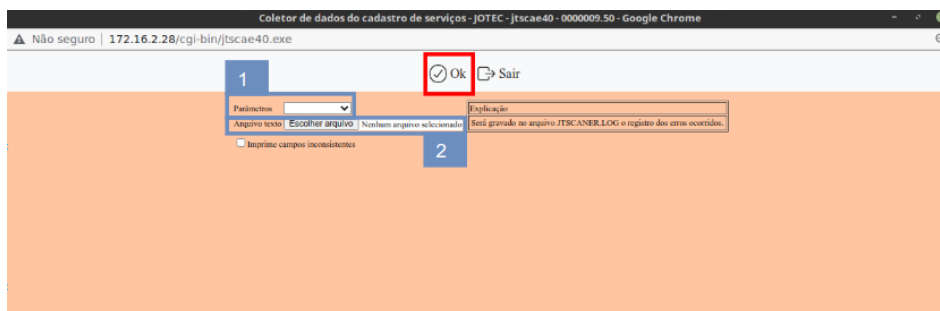 Coletor de dados do cadastro de serviços - JOTEC - jtscae40 - 0000009.50 - Google Chrome
Não seguro | 172.16.2.28/cgi-bin/jtscae40.exe
Ok Sair
1
Parâmetros
Explicação
Arquivo texto Escolher arquivo Nenhum arquivo selecionado
Será gravado no arquivo JTSCANER.LOG o registro dos erros ocorridos.
Imprime campos inconsistentes
2